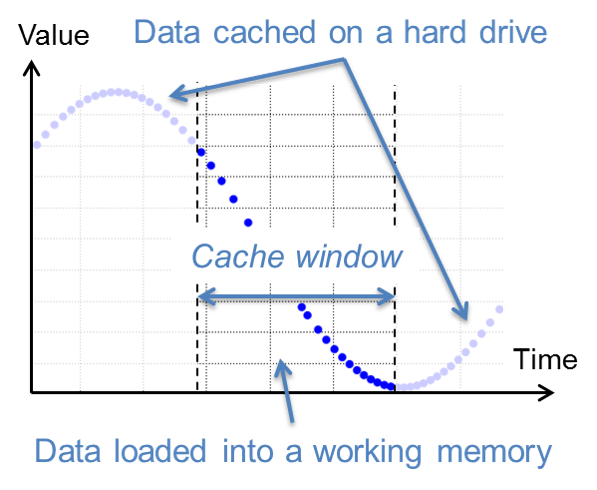 Value
Data cached on a hard drive
Cache window
Time
Data loaded into a working memory